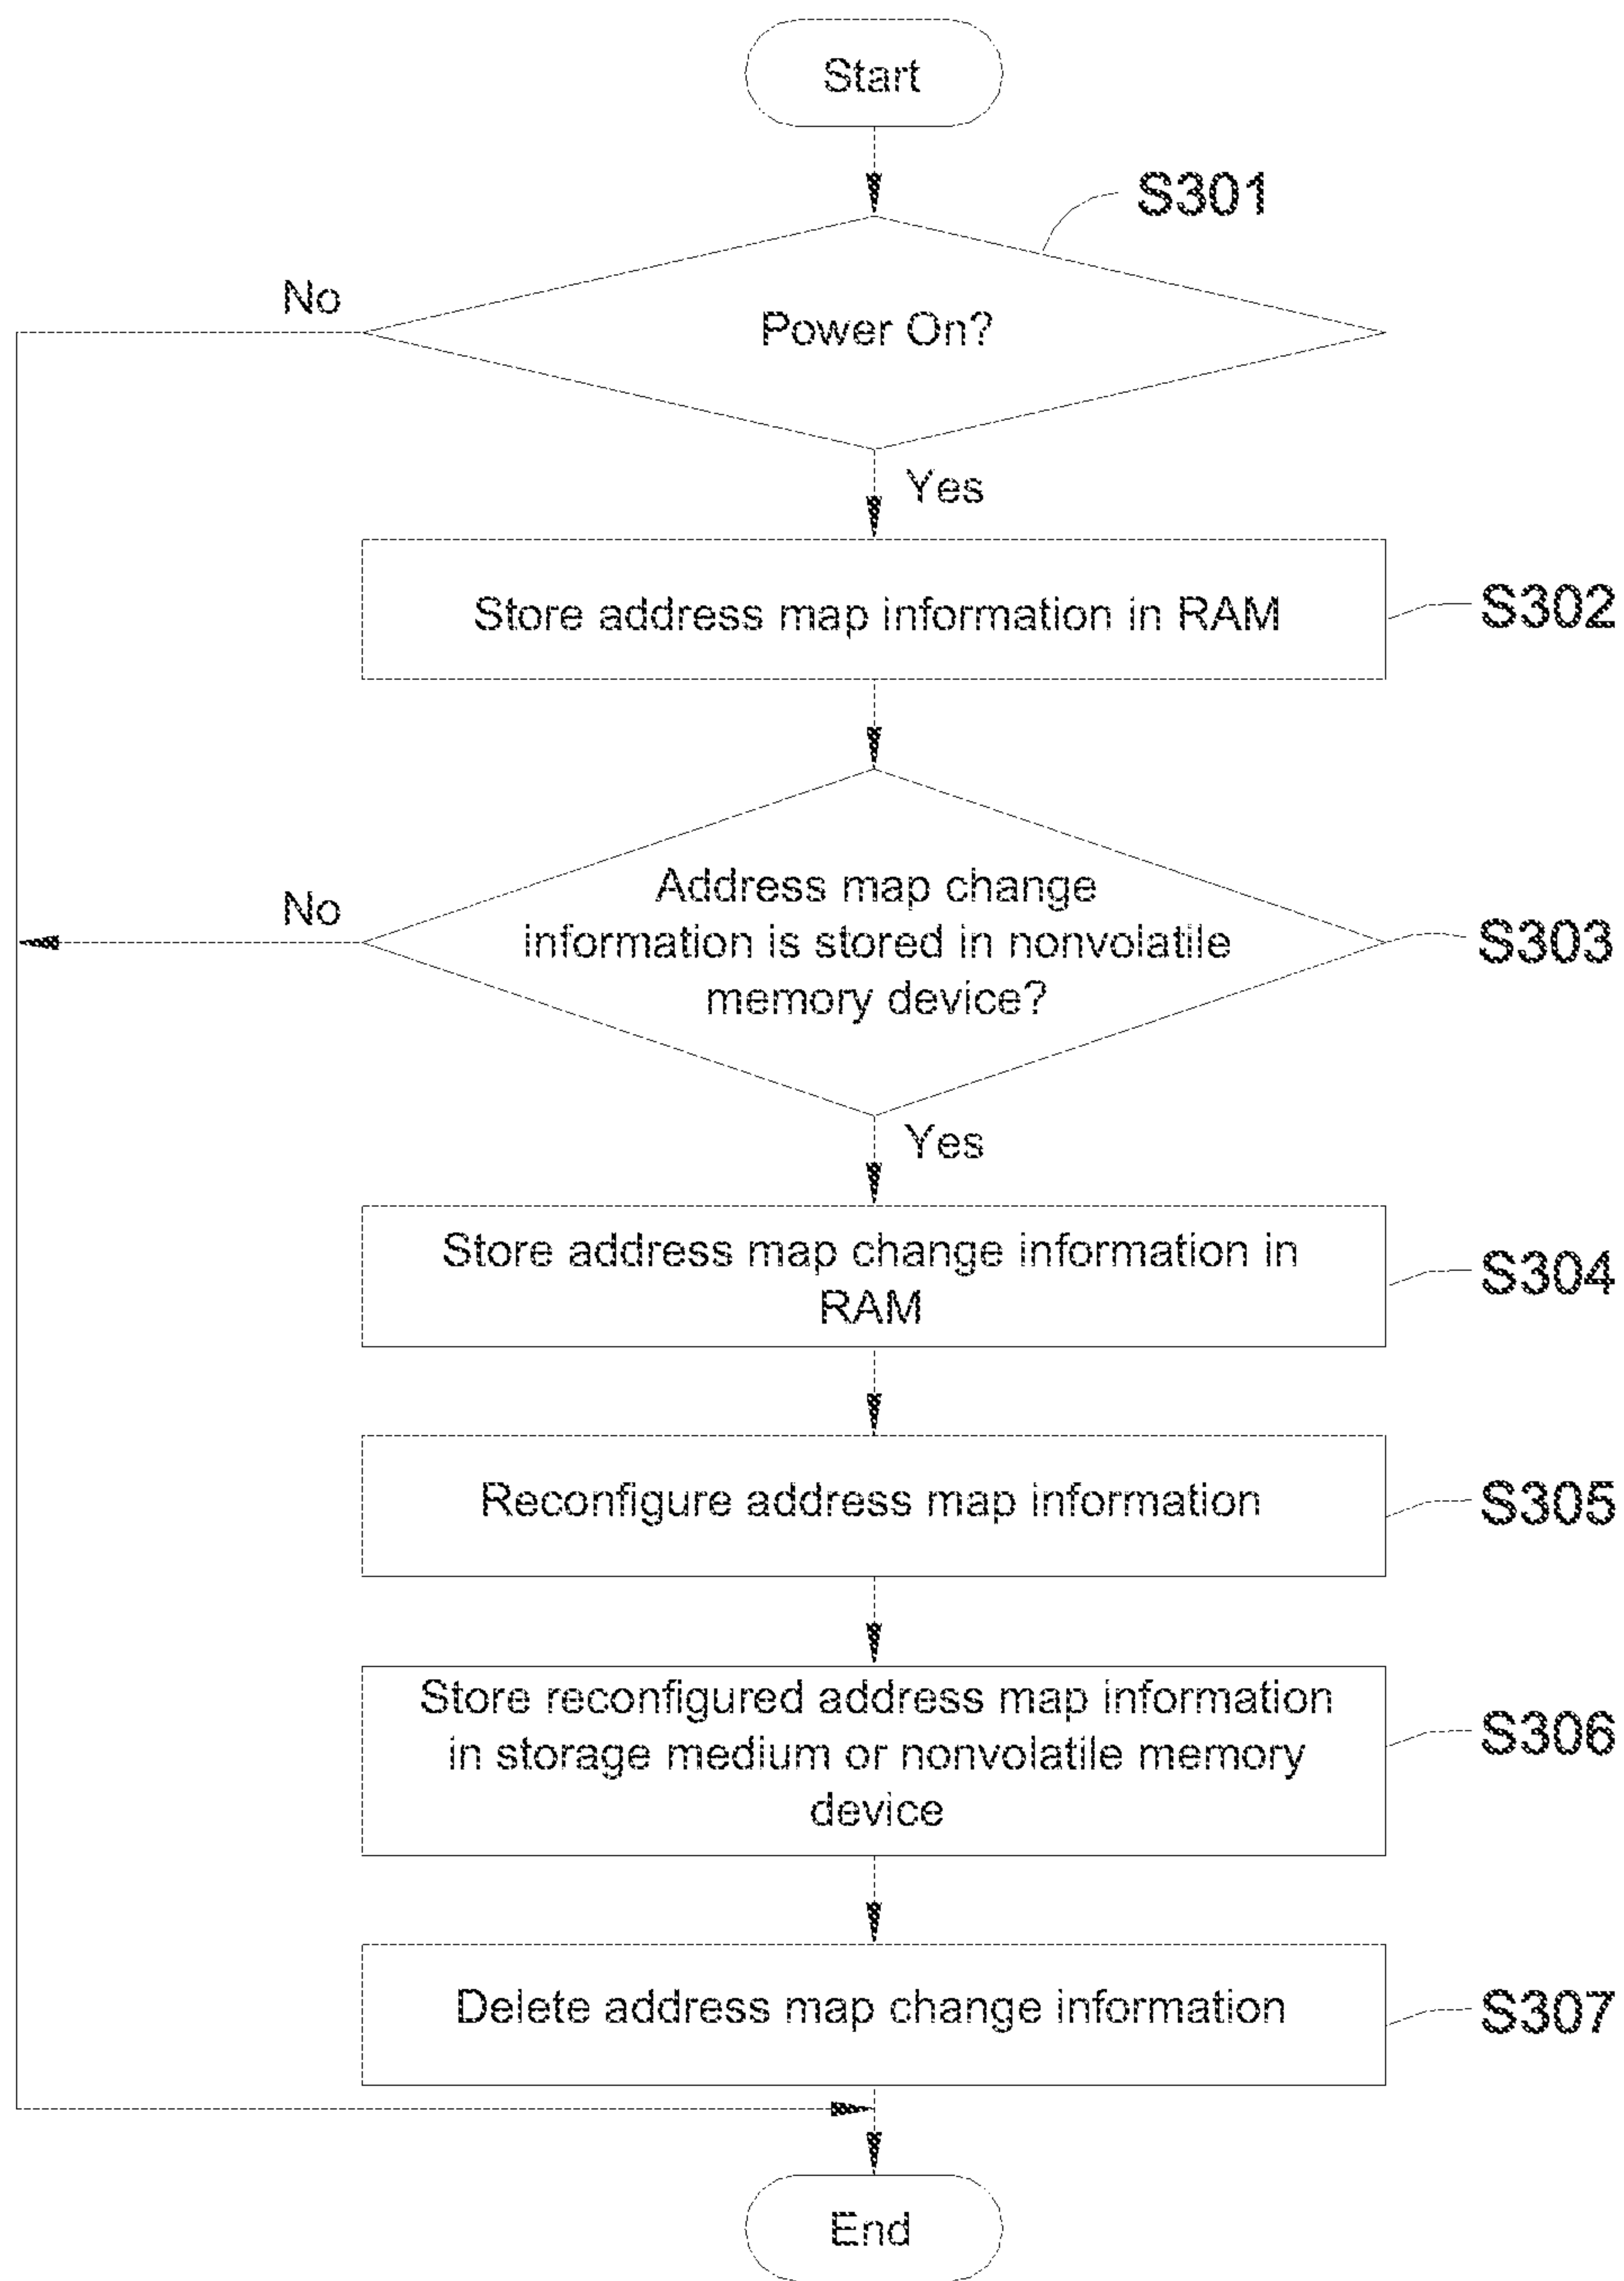 Start
S301
No
Power On?
Yes
Store address map information in RAM
S302
Address map change
No
information is stored in nonvolatile
S303
memory device?
Yes
Store address map change information in
S304
RAM
Reconfigure address map information
S305
Store reconfigured address map information
S306
in storage medium or nonvolatile memory
device
Delete address map change information
S307
End